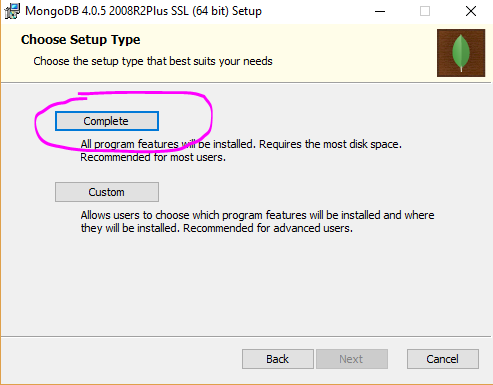 MongoDB 4.0.5 2008R2Plus SSL (64 bit) Setup
Choose Setup Type
Choose the setup type that best suits your needs
Complete
All program features will be installed. Requires the most disk space.
Recommended for most users.
Custom
Allows users to choose which program features will be installed and where
they will be installed. Recommended for advanced users.
Back Next Cancel